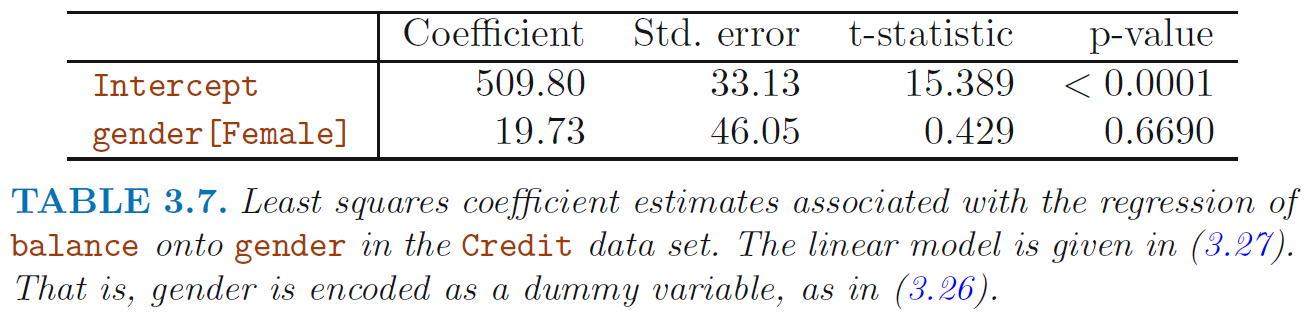 Coefficient Std. error t-statistic p-value
Intercept 509.80 33.13 15.389 < 0.0001
gender[Female] 19.73 46.05 0.429 0.6690
TABLE 3.7. Least squares coefficient estimates associated with the regression of
balance onto gender in the Credit data set. The linear model is given in (3.27).
That is, gender is encoded as a dummy variable, as in (3.26).